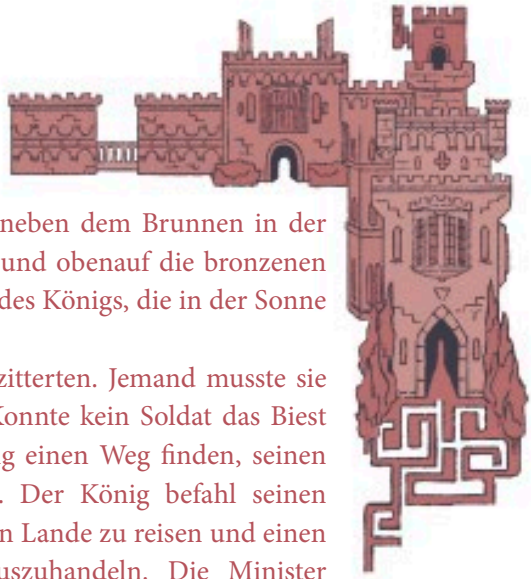 neben dem Brunnen in der
und obenauf die bronzenen
des Königs, die in der Sonne
zitterten. Jemand musste sie
Konnte kein Soldat das Biest
g einen Weg finden, seinen
. Der König befahl seinen
n Lande zu reisen und einen
uszuhandeln. Die Minister